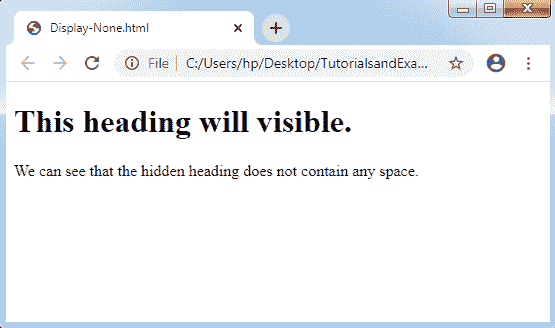 Display-None.html
File C:/Users/hp/Desktop/TutorialsandExa...
This heading will visible.
We can see that the hidden heading does not contain any space.